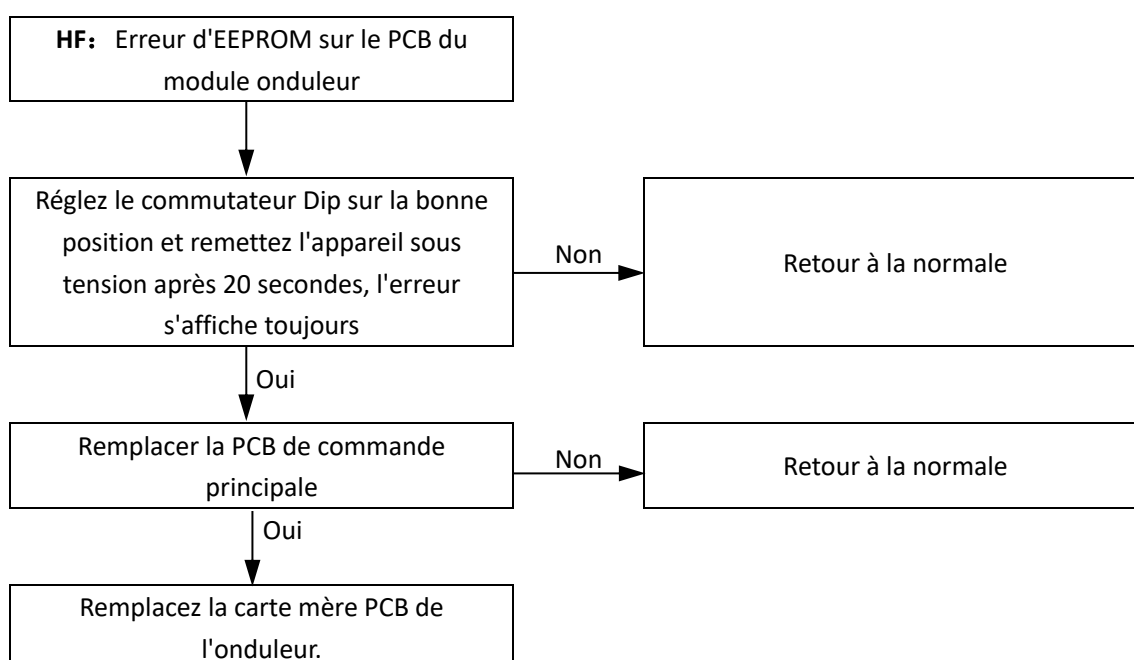 HF： Erreur d'EEPROM sur le PCB du
module onduleur
Réglez le commutateur Dip sur la bonne
position et remettez l'appareil sous
tension après 20 secondes, l'erreur
s'affiche toujours
Non
Retour à la normale
Oui
Remplacer la PCB de commande
principale
Non
Retour à la normale
Oui
Remplacez la carte mère PCB de
l'onduleur.